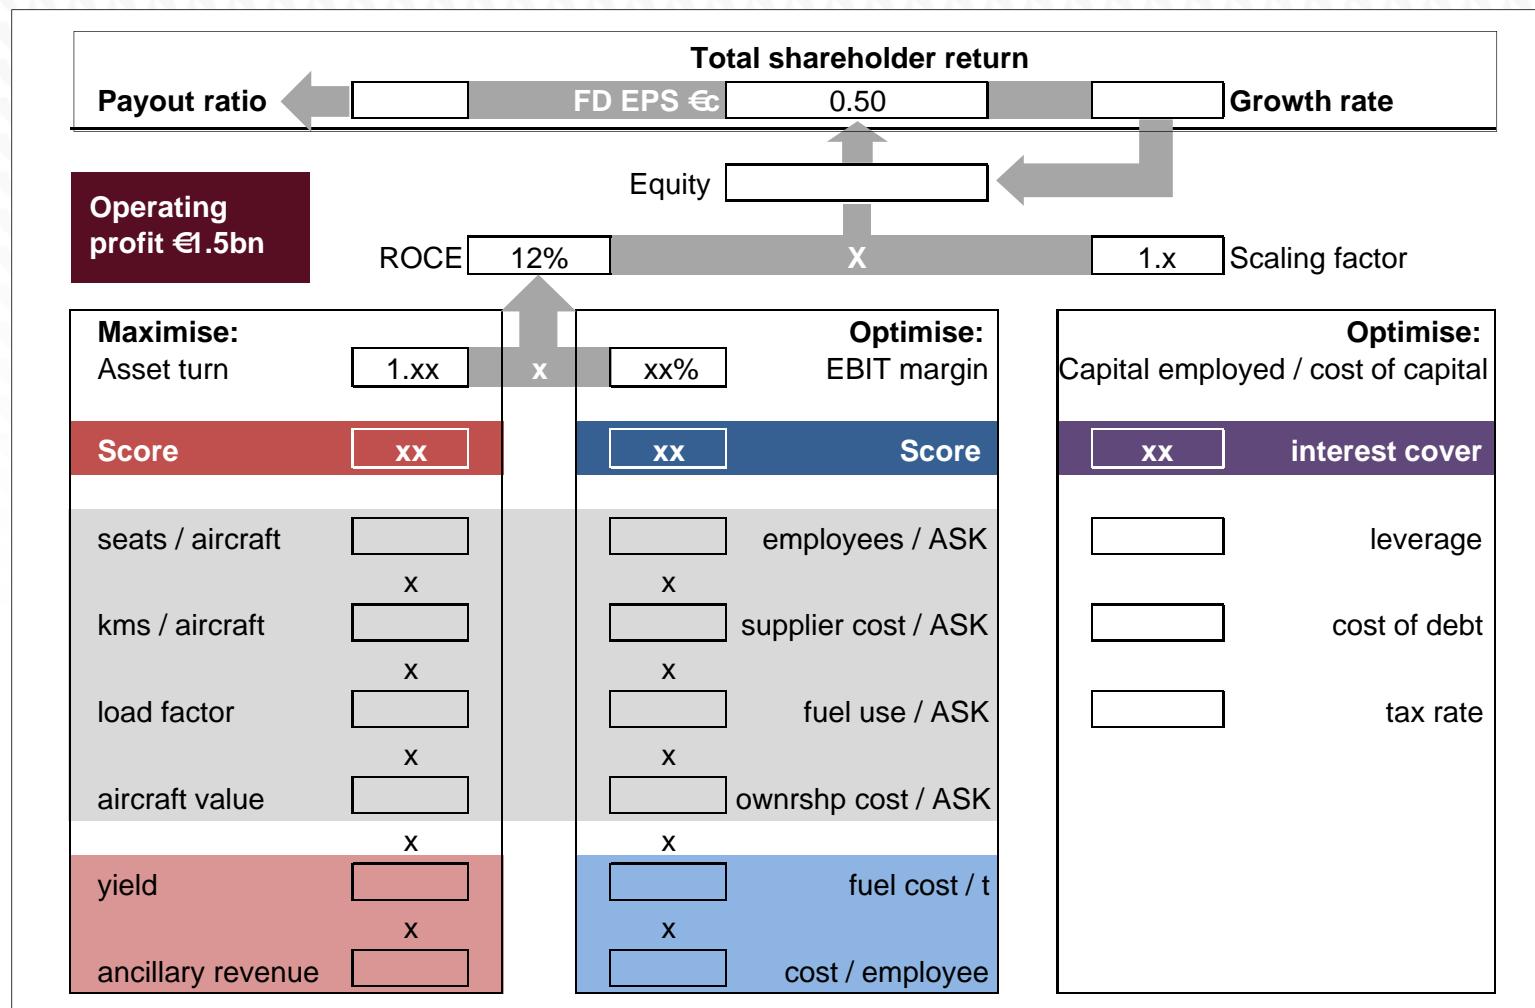 Total shareholder return
Payout ratio FD EPS €c 0.50 Growth rate
Equity
Operating
profit €1.5bn
ROCE 12% X 1.x Scaling factor
Maximise:
Asset turn 1.xx x xx%
Optimise:
EBIT margin
Optimise:
Capital employed / cost of capital
Score xx
xx Score
xx interest cover
seats / aircraft
x
kms / aircraft
x
load factor
x
aircraft value
x
yield
x
ancillary revenue
employees / ASK
x
supplier cost / ASK
x
fuel use / ASK
x
ownrshp cost / ASK
x
fuel cost / t
x
cost / employee
leverage
cost of debt
tax rate